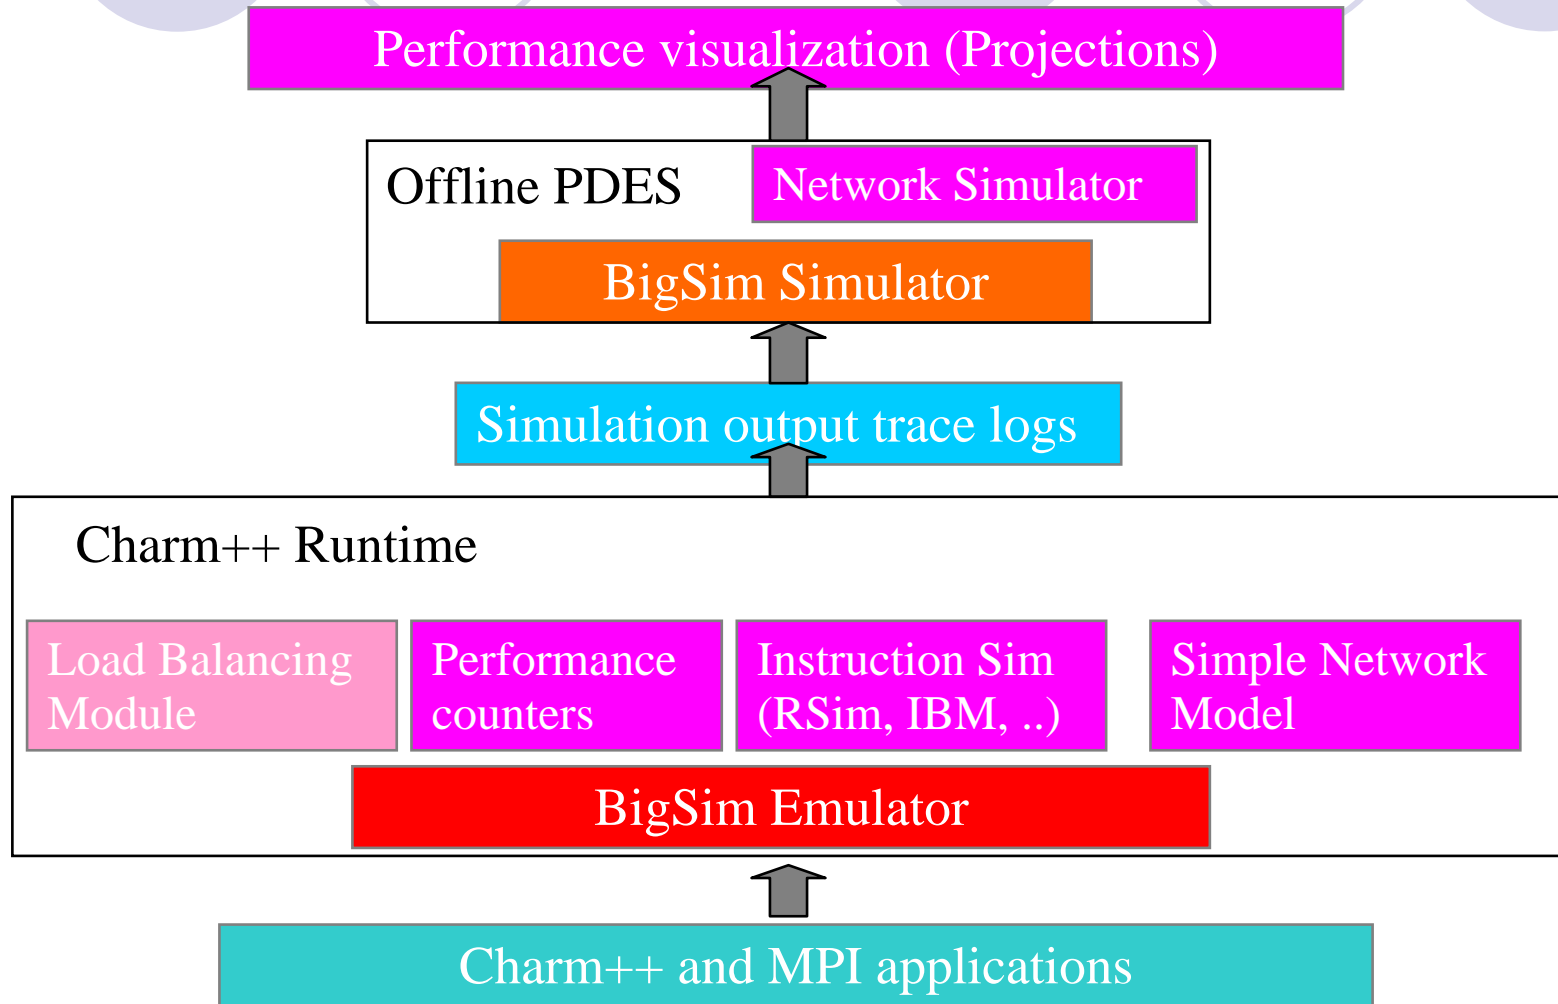 Performance visualization (Projections)
Offline PDES
Network Simulator
BigSim Simulator
Simulation output trace logs
Charm++ Runtime
Load Balancing
Module
Performance
counters
Instruction Sim
(RSim, IBM, ..)
Simple Network
Model
BigSim Emulator
Charm++ and MPI applications